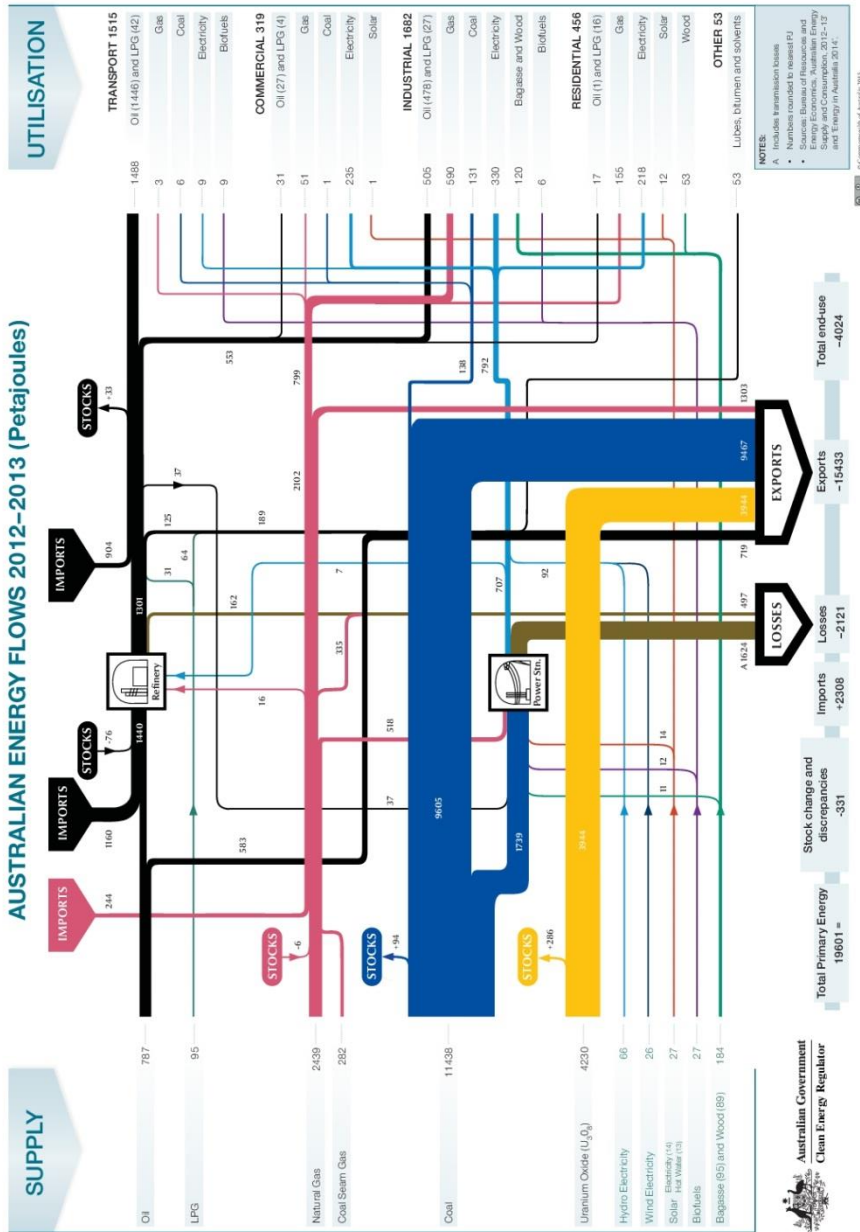 AUSTRALIAN ENERGY FLOWS 2012–2013 (Petajoules)
SUPPLY
UTILISATION
Oil
787
LPG
95
Natural Gas
2439
Coal Seam Gas
282
Coal
11438
Uranium Oxide (U₃O₈)
4230
Hydro Electricity
66
Wind Electricity
26
Solar
Electricity (14)
Hot Water (13)
27
Biofuels
27
Bagasse (95) and Wood (89)
184
IMPORTS
244
IMPORTS
1160
STOCKS
-76
1440
Refinery
1301
IMPORTS
904
STOCKS
+33
583
31
64
125
162
189
37
553
STOCKS
-6
16
335
7
2102
799
518
37
STOCKS
+94
9605
1739
138
792
707
92
Power Stn.
STOCKS
+286
3944
3944
9467
11
12
14
A 1624
497
719
1303
LOSSES
EXPORTS
TRANSPORT 1515
1488 Oil (1446) and LPG (42)
3 Gas
6 Coal
9 Electricity
9 Biofuels
COMMERCIAL 319
31 Oil (27) and LPG (4)
51 Gas
1 Coal
235 Electricity
1 Solar
INDUSTRIAL 1682
505 Oil (478) and LPG (27)
590 Gas
131 Coal
330 Electricity
120 Bagasse and Wood
6 Biofuels
RESIDENTIAL 456
17 Oil (1) and LPG (16)
155 Gas
218 Electricity
12 Solar
53 Wood
OTHER 53
53 Lubes, bitumen and solvents
NOTES:
A Includes transmission losses
• Numbers rounded to nearest PJ
• Sources: Bureau of Resources and
Energy Economics, 'Australian Energy
Supply and Consumption, 2012–13'
and 'Energy in Australia 2014'.
Australian Government
Clean Energy Regulator
Total Primary Energy
19601 =
Stock change and
discrepancies
-331
Imports
+2308
Losses
-2121
Exports
-15433
Total end-use
-4024